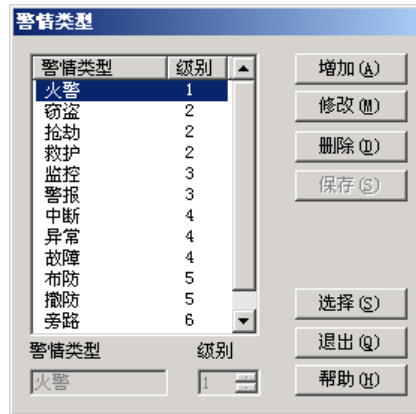 警情类型
警情类型 级别
火警 1
窃盗 2
抢劫 2
救护 2
监控 3
警报 3
中断 4
异常 4
故障 4
布防 5
撤防 5
旁路 6
警情类型 级别
火警 1
增加(A)
修改(M)
删除(D)
保存(S)
选择(S)
退出(Q)
帮助(H)